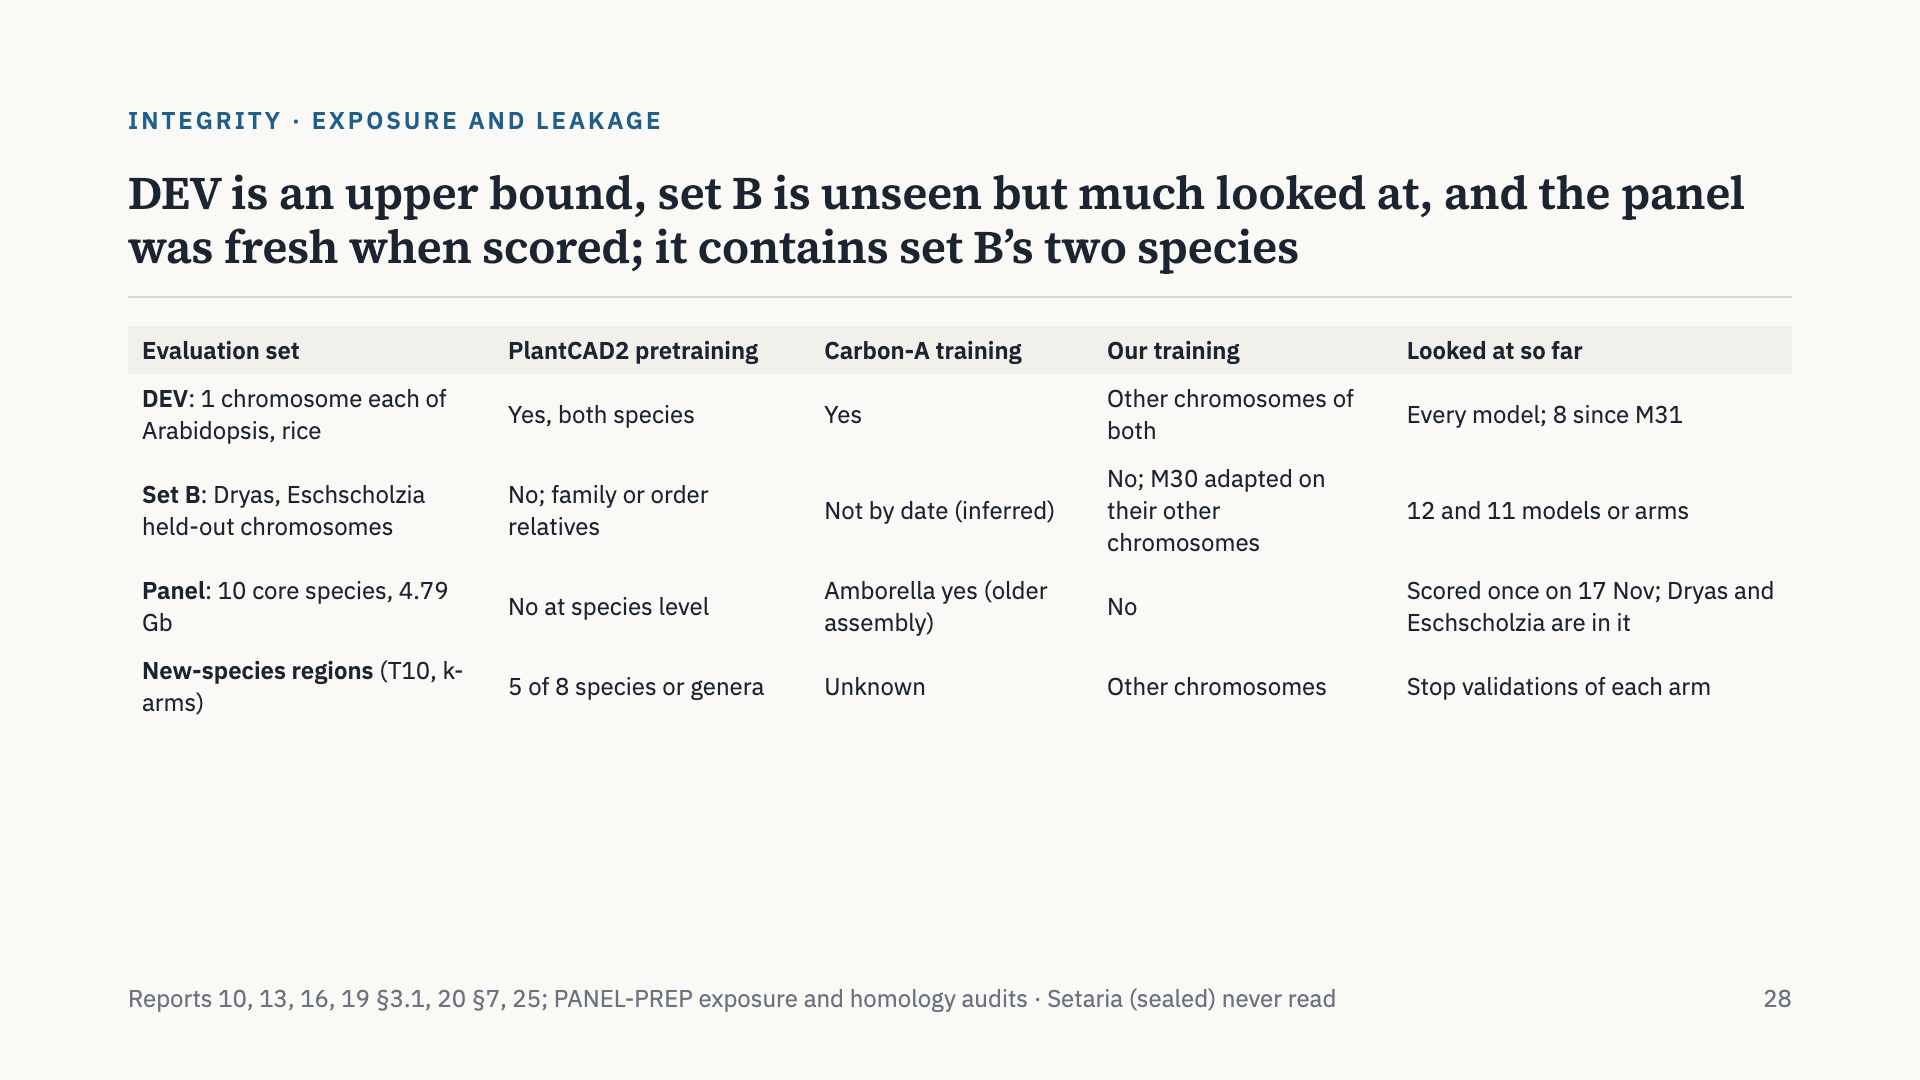 INTEGRITY · EXPOSURE AND LEAKAGE
DEV is an upper bound, set B is unseen but much looked at, and the panel
was fresh when scored; it contains set B’s two species
Evaluation set
PlantCAD2 pretraining
Carbon-A training
Our training
Looked at so far
DEV: 1 chromosome each of
Arabidopsis, rice
Yes, both species
Yes
Other chromosomes of
both
Every model; 8 since M31
Set B: Dryas, Eschscholzia
held-out chromosomes
No; family or order
relatives
Not by date (inferred)
No; M30 adapted on
their other
chromosomes
12 and 11 models or arms
Panel: 10 core species, 4.79
Gb
No at species level
Amborella yes (older
assembly)
No
Scored once on 17 Nov; Dryas and
Eschscholzia are in it
New-species regions (T10, k-
arms)
5 of 8 species or genera
Unknown
Other chromosomes
Stop validations of each arm
Reports 10, 13, 16, 19 §3.1, 20 §7, 25; PANEL-PREP exposure and homology audits · Setaria (sealed) never read
28